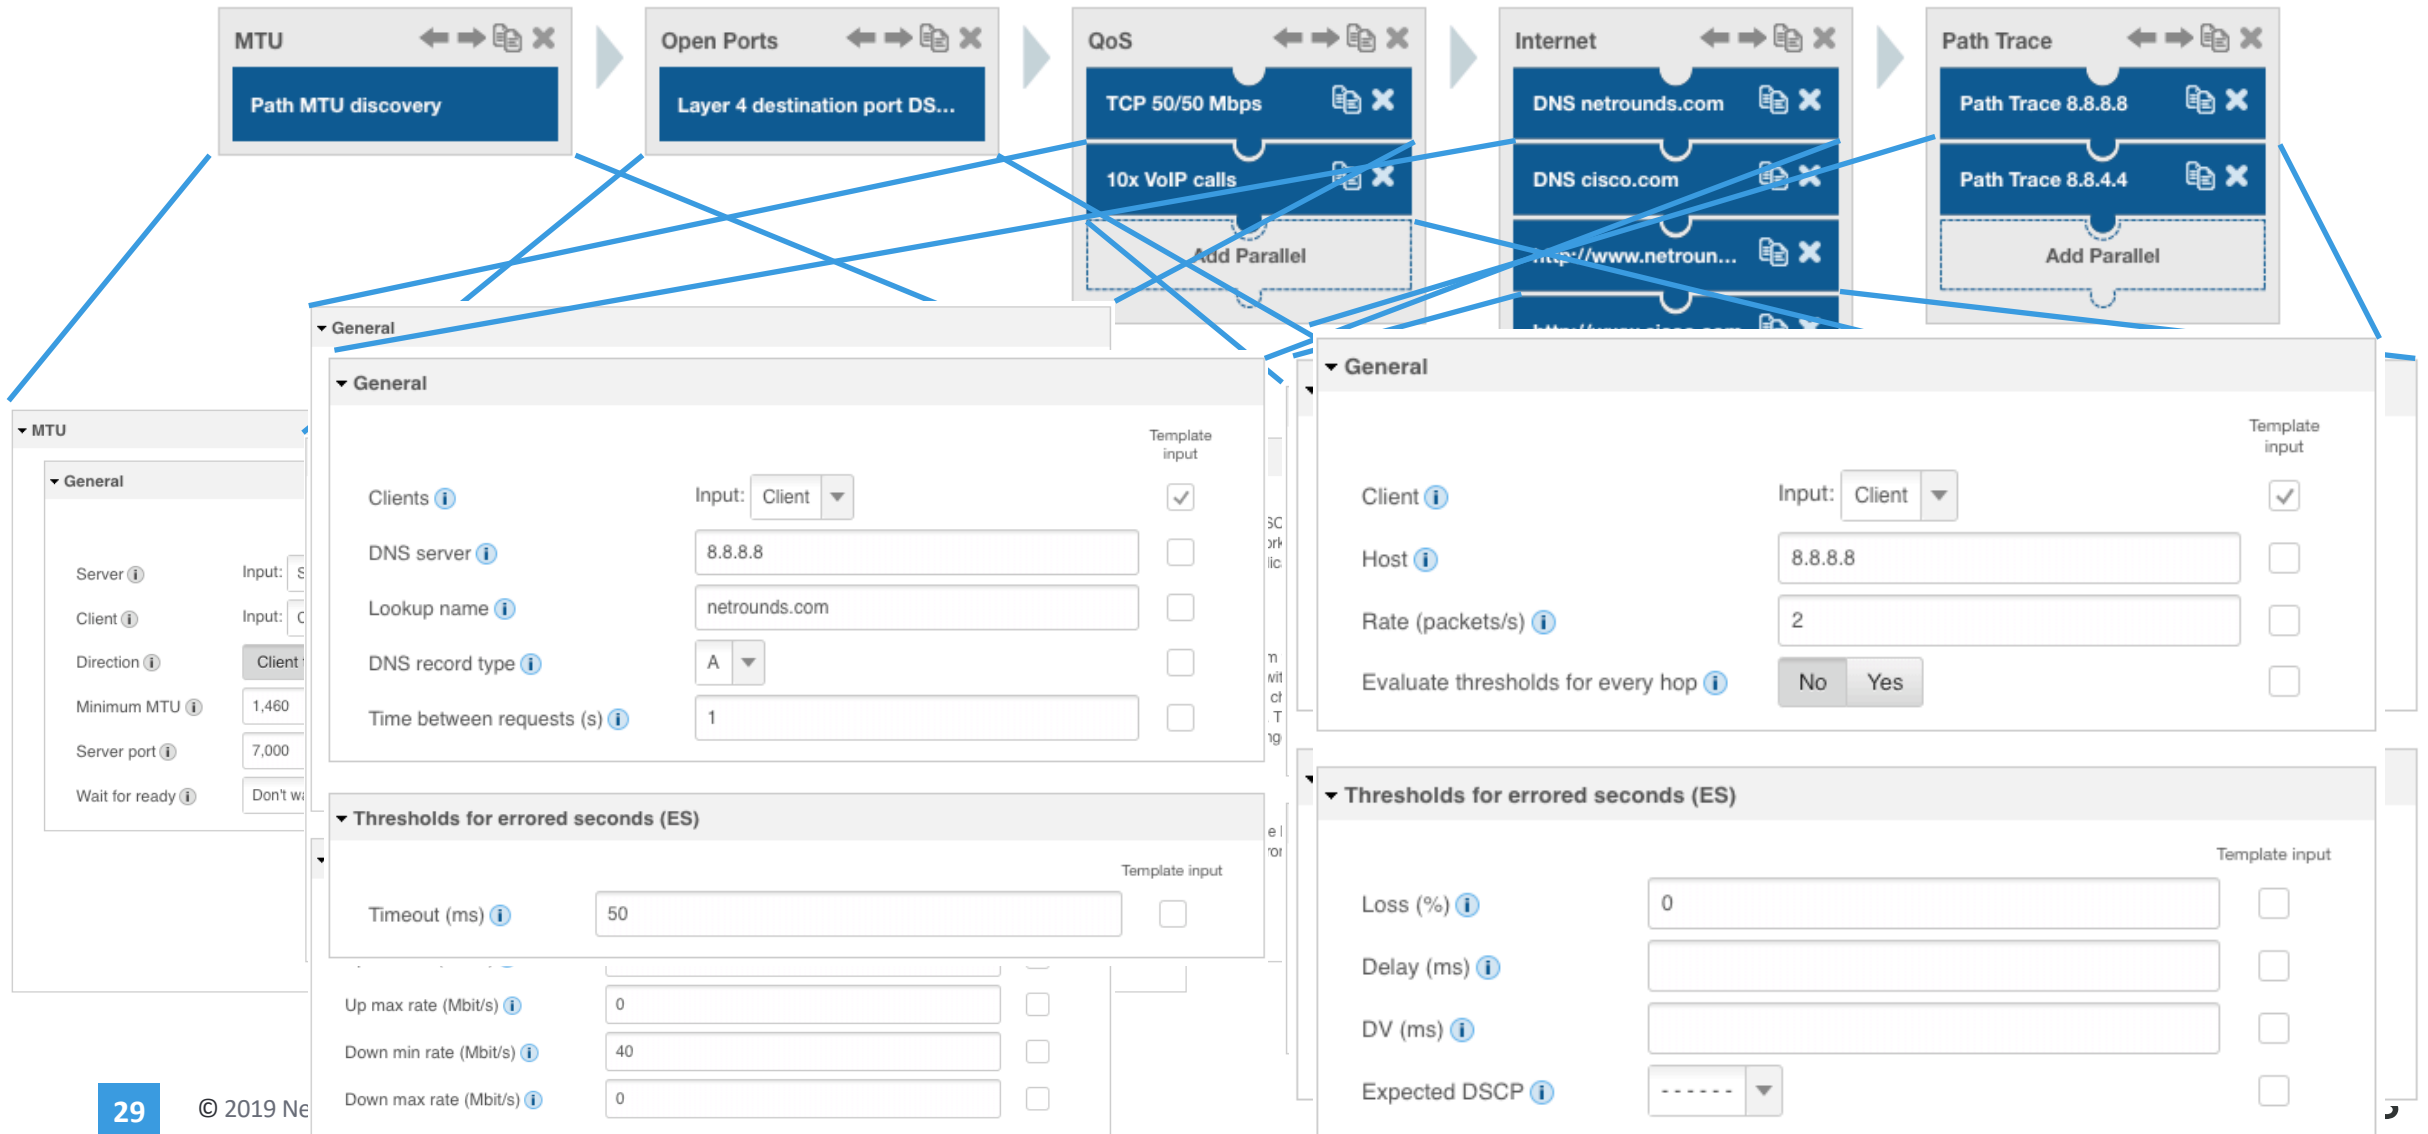 MTU
Path MTU discovery
Open Ports
Layer 4 destination port DS...
QoS
TCP 50/50 Mbps
10x VoIP calls
Add Parallel
Internet
DNS netrounds.com
DNS cisco.com
http://www.netroun...
Path Trace
Path Trace 8.8.8.8
Path Trace 8.8.4.4
Add Parallel
MTU
General
Server
Input:
Client
Input:
Direction
Client
Minimum MTU
1,460
Server port
7,000
Wait for ready
Don't
General
General
Template
input
Clients
Input: Client
DNS server
8.8.8.8
Lookup name
netrounds.com
DNS record type
A
Time between requests (s)
1
Thresholds for errored seconds (ES)
Template input
Timeout (ms)
50
Up max rate (Mbit/s)
0
Down min rate (Mbit/s)
40
Down max rate (Mbit/s)
0
General
Template
input
Client
Input: Client
Host
8.8.8.8
Rate (packets/s)
2
Evaluate thresholds for every hop
No Yes
Thresholds for errored seconds (ES)
Template input
Loss (%)
0
Delay (ms)
DV (ms)
Expected DSCP
- - - - - -
29
© 2019